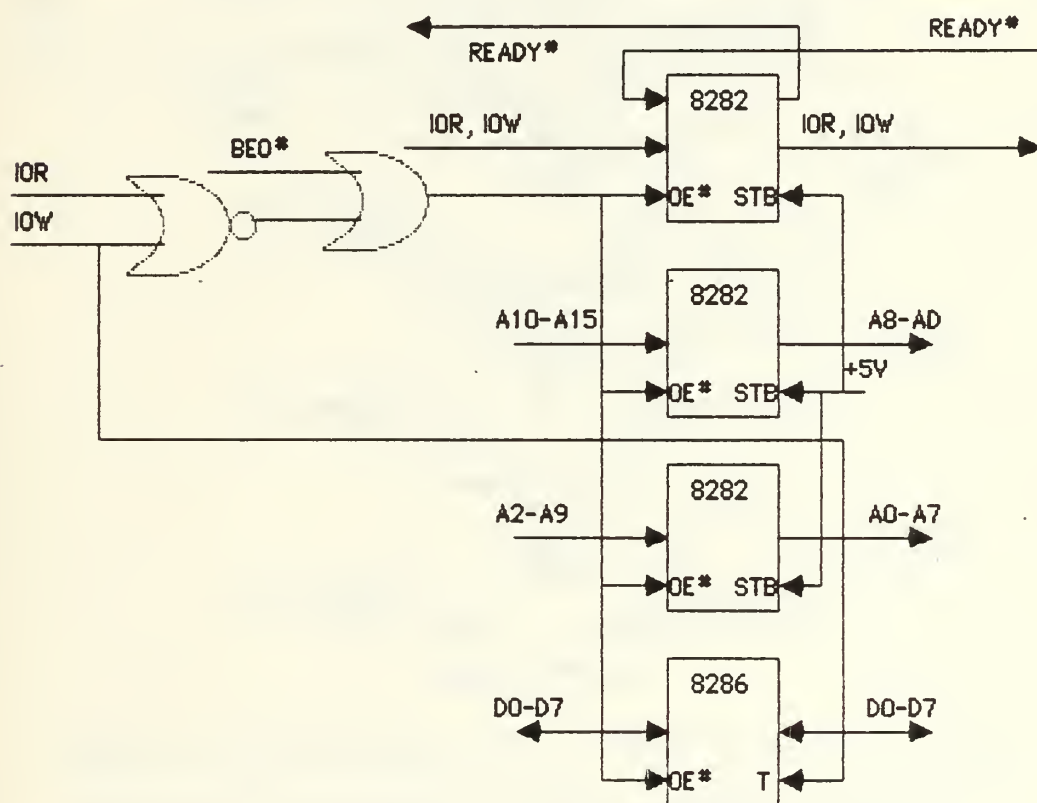 READY#
READY#
8282
IOR, IOW
IOR, IOW
BE0#
IOR
IOW
OE# STB
8282
A10-A15
A8-AD
+5V
OE# STB
8282
A2-A9
A0-A7
OE# STB
8286
D0-D7
D0-D7
OE# T